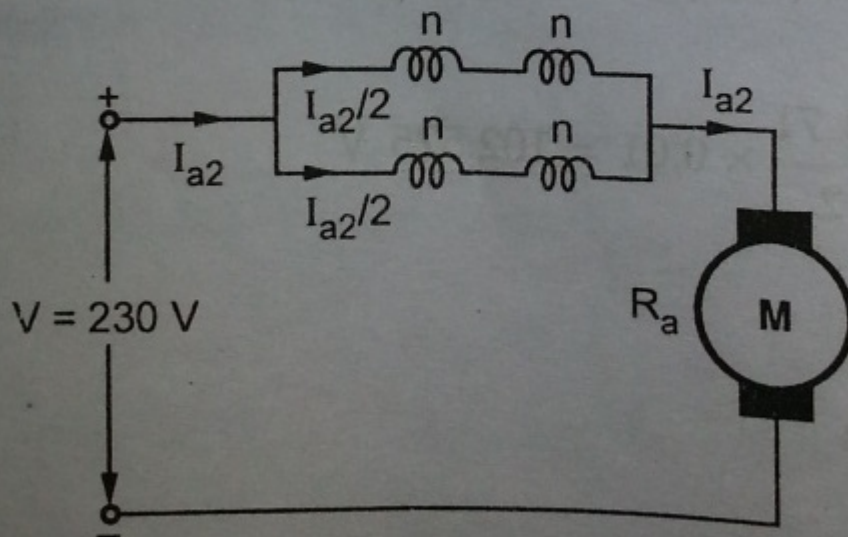 n n
I_a2/2
I_a2
n n
I_a2
I_a2/2
+
V = 230 V
R_a M
–